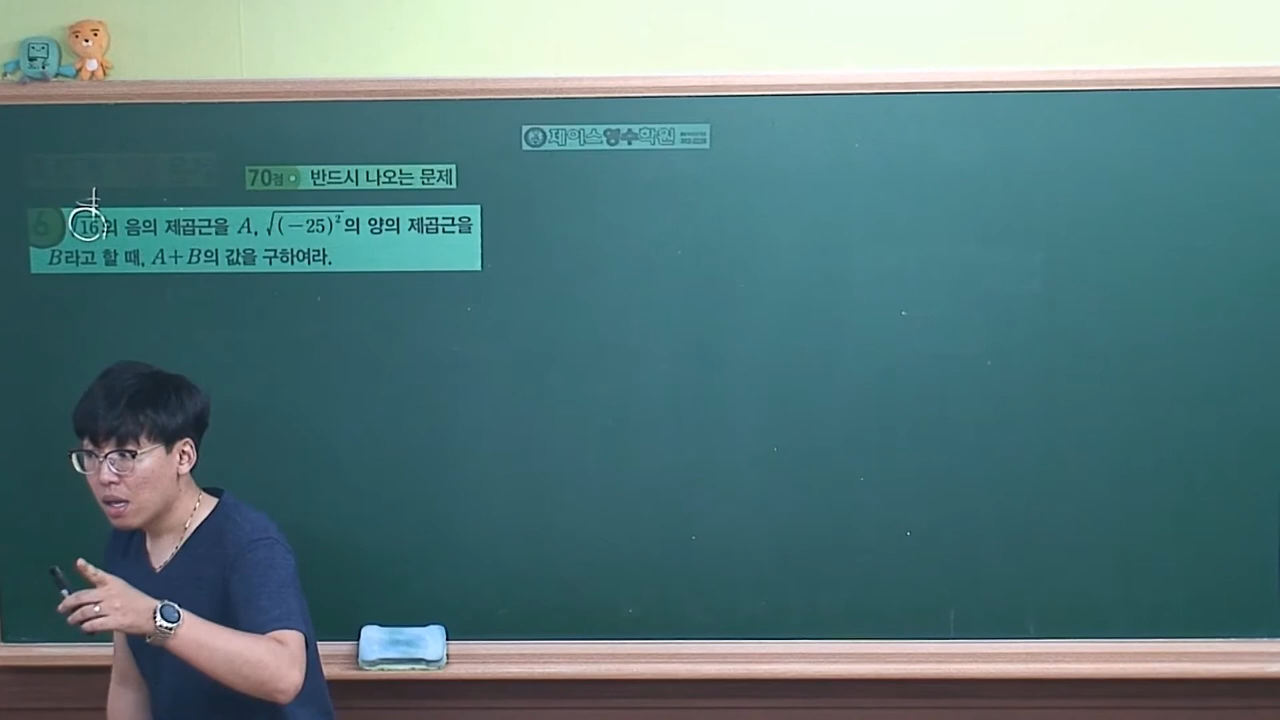 제이스영수학원
70점 반드시 나오는 문제
6 √16의 음의 제곱근을 A, √(-25)²의 양의 제곱근을
B라고 할 때, A+B의 값을 구하여라.